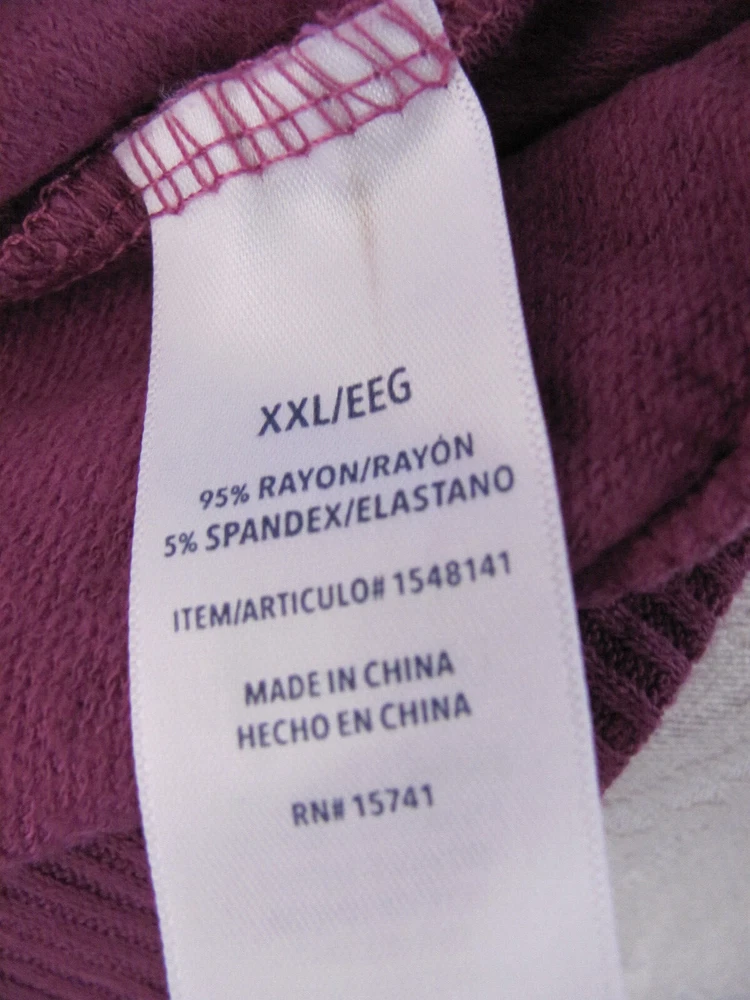 XXL/EEG
95% RAYON/RAYÓN
5% SPANDEX/ELASTANO
ITEM/ARTICULO# 1548141
MADE IN CHINA
HECHO EN CHINA
RN# 15741